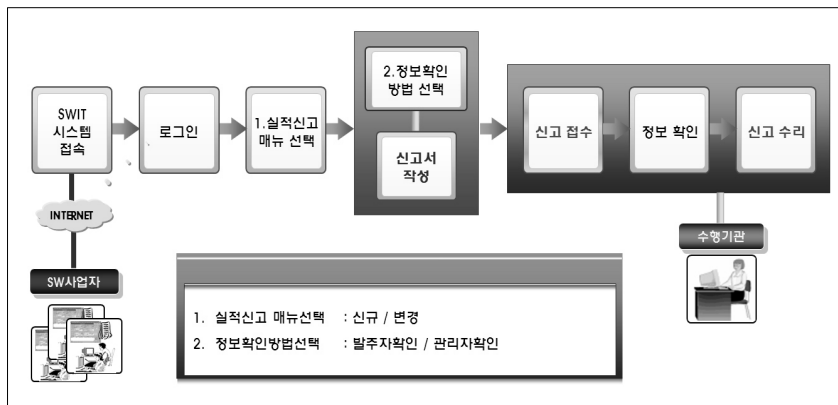 SWIT
시스템
접속
로그인
1.실적신고
매뉴 선택
2.정보확인
방법 선택
신고서
작성
신고 접수
정보 확인
신고 수리
INTERNET
SW사업자
수행기관
1. 실적신고 매뉴선택 : 신규 / 변경
2. 정보확인방법선택 : 발주자확인 / 관리자확인